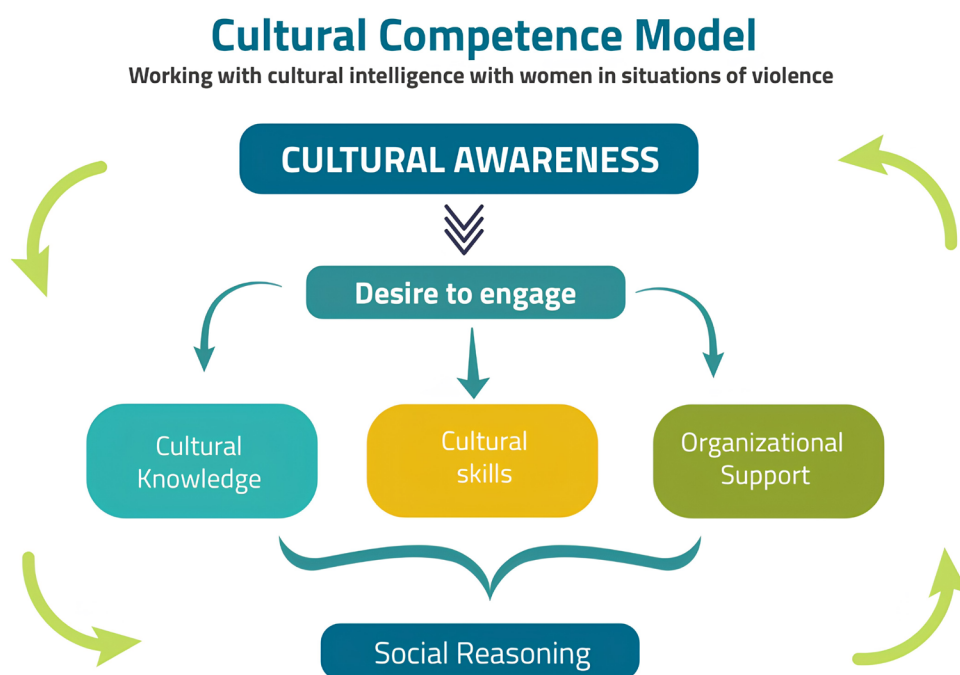 Cultural Competence Model
Working with cultural intelligence with women in situations of violence
CULTURAL AWARENESS
Desire to engage
Cultural
Knowledge
Cultural
skills
Organizational
Support
Social Reasoning